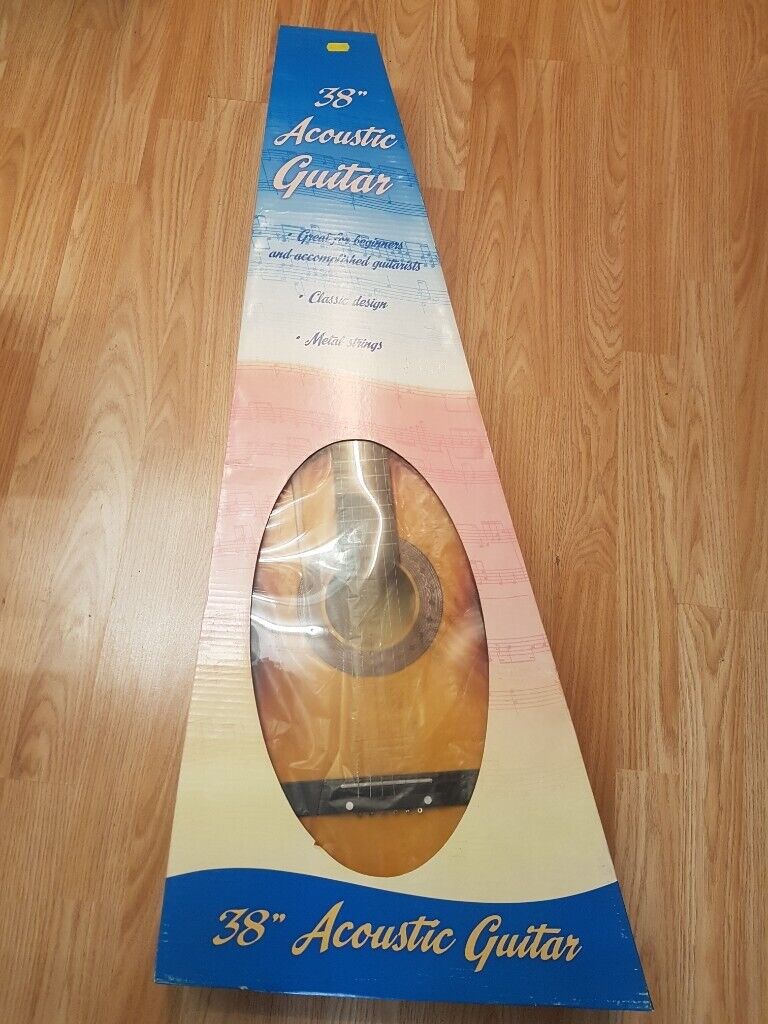 38"
Acoustic
Guitar
• Great for beginners
and accomplished guitarists
• Classic design
• Metal strings
38" Acoustic Guitar